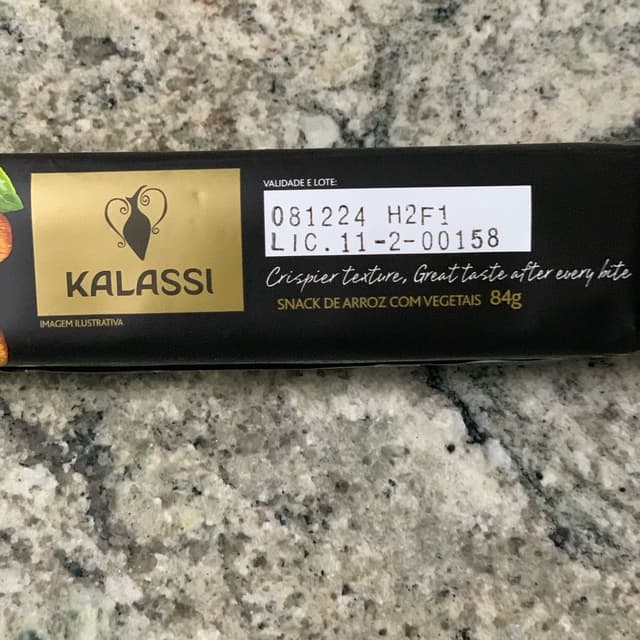 KALASSI
IMAGEM ILUSTRATIVA
VALIDADE E LOTE:
081224 H2F1
LIC.11-2-00158
Crispier texture, Great taste after every bite
SNACK DE ARROZ COM VEGETAIS 84g